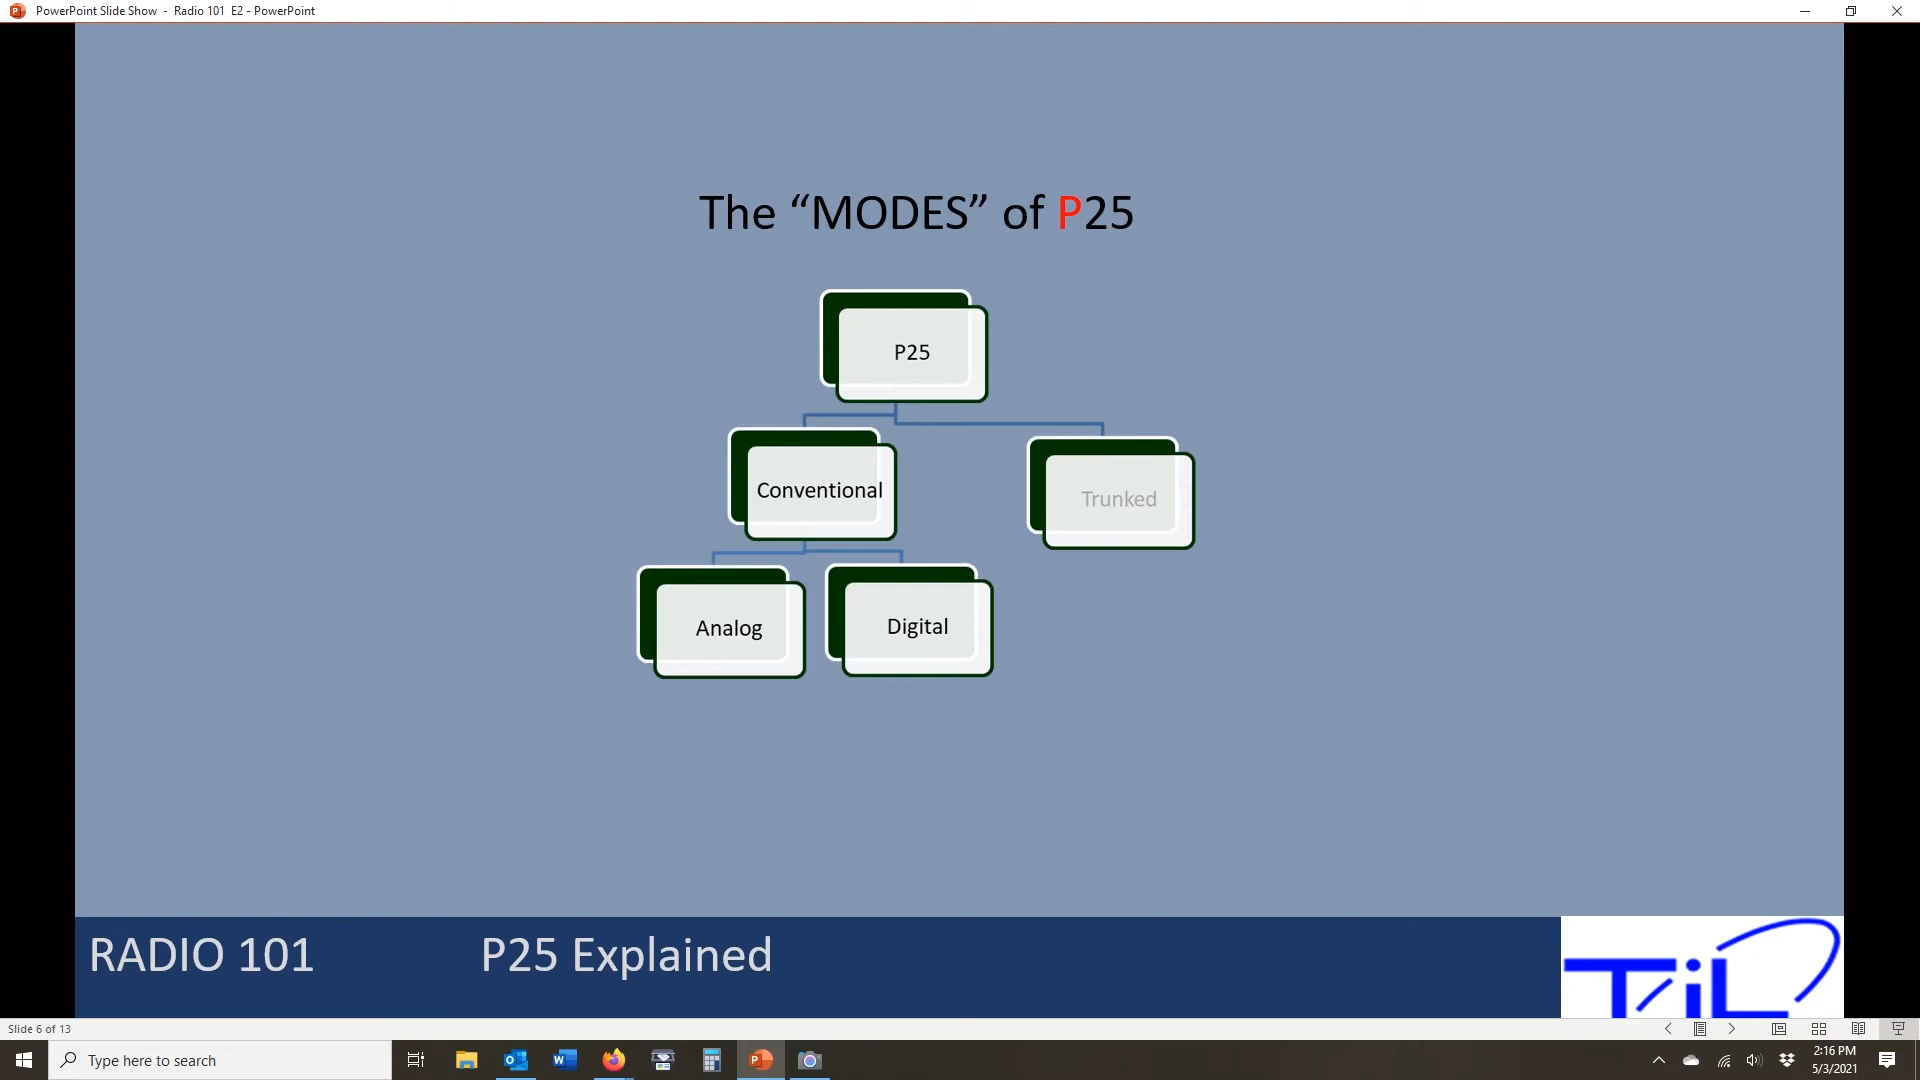 PowerPoint Slide Show - Radio 101 E2 - PowerPoint
The “MODES” of P25
P25
Conventional
Trunked
Analog
Digital
RADIO 101
P25 Explained
TiL
Slide 6 of 13
Type here to search
2:16 PM
5/3/2021